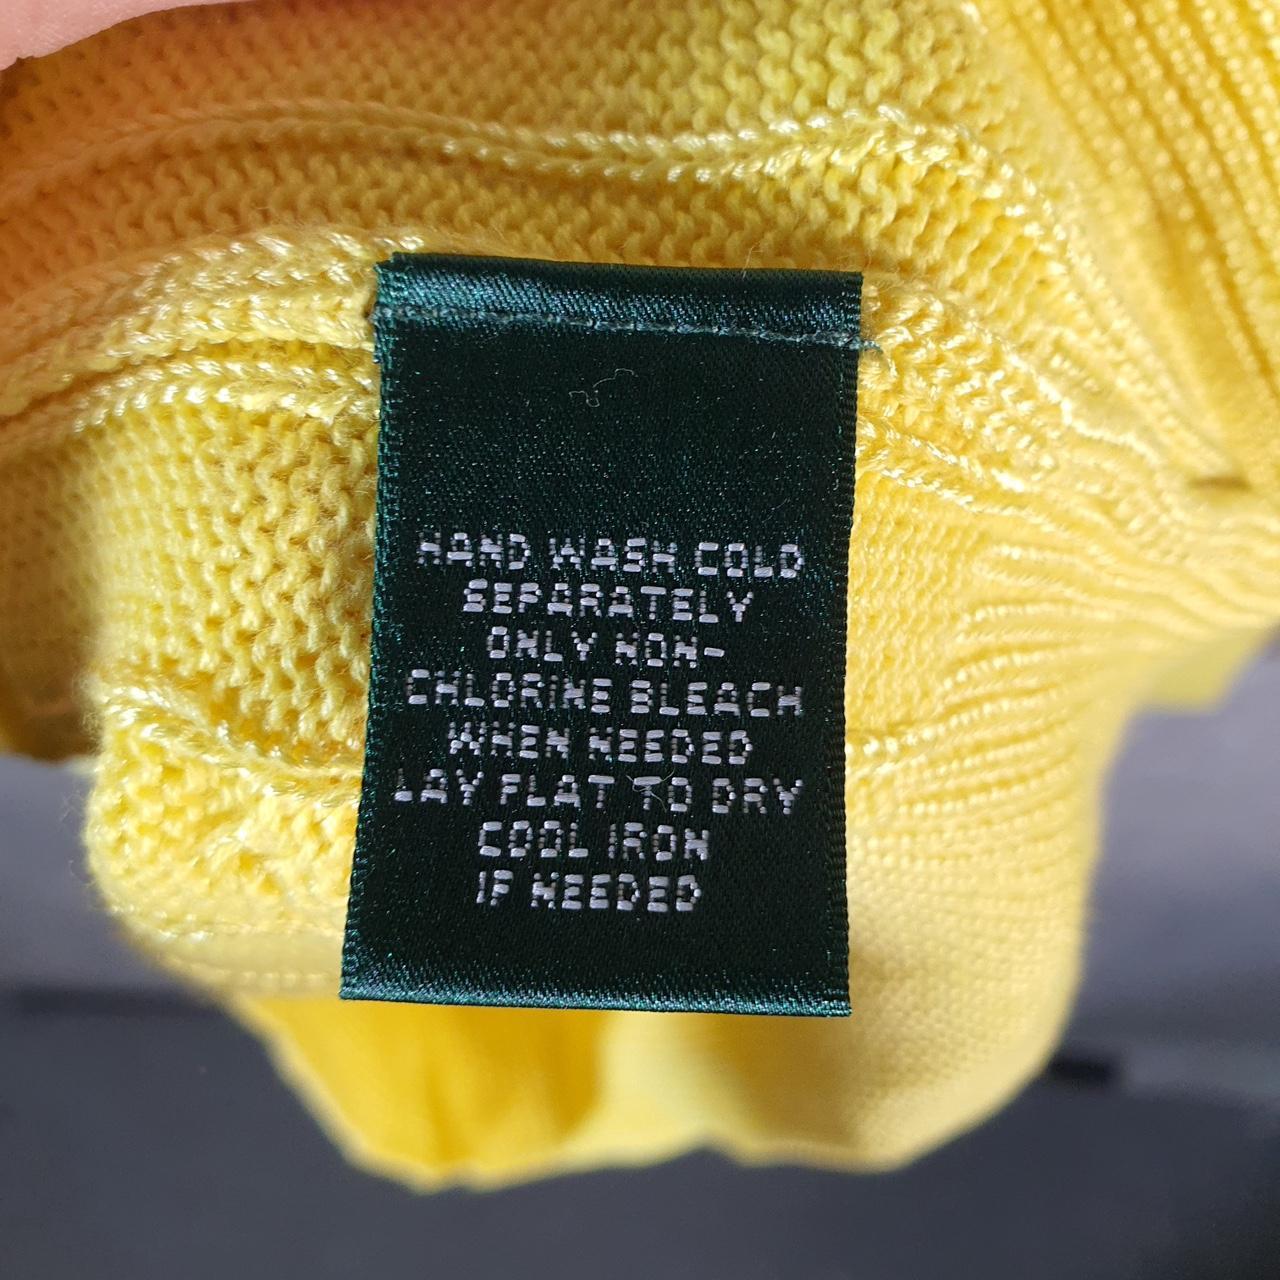 HAND WASH COLD
SEPARATELY
ONLY NON-
CHLORINE BLEACH
WHEN NEEDED
LAY FLAT TO DRY
COOL IRON
IF NEEDED